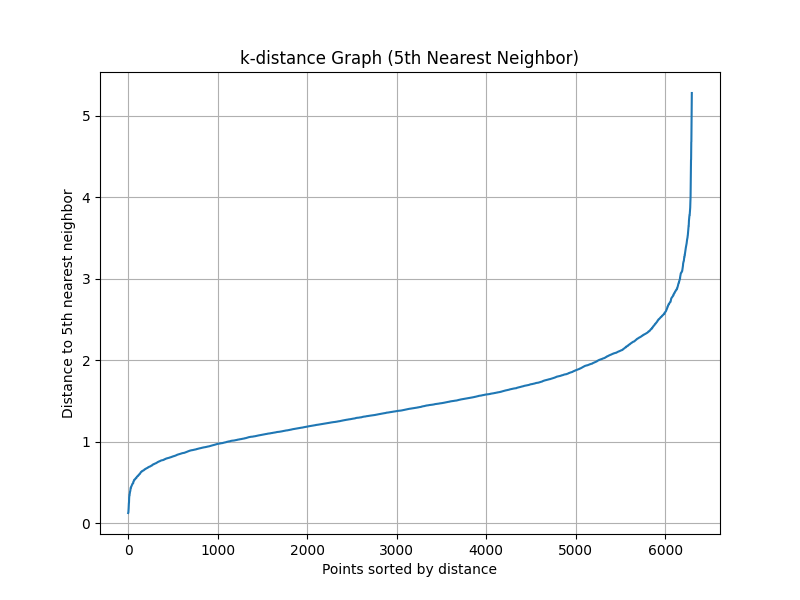 k-distance Graph (5th Nearest Neighbor)
Distance to 5th nearest neighbor
5
4
3
2
1
0
0 1000 2000 3000 4000 5000 6000
Points sorted by distance